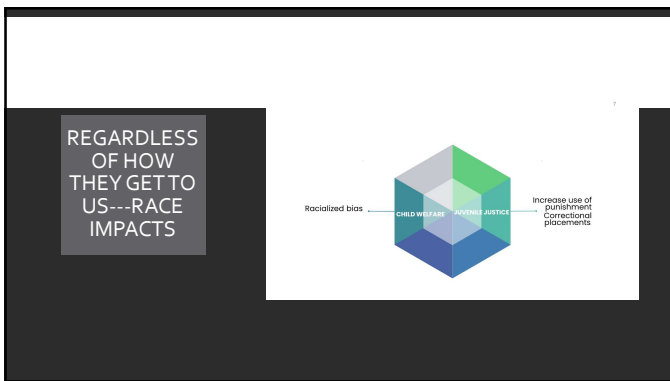 7
REGARDLESS
OF HOW
THEY GET TO
US---RACE
IMPACTS
Racialized bias
CHILD WELFARE
JUVENILE JUSTICE
Increase use of
punishment
Correctional
placements